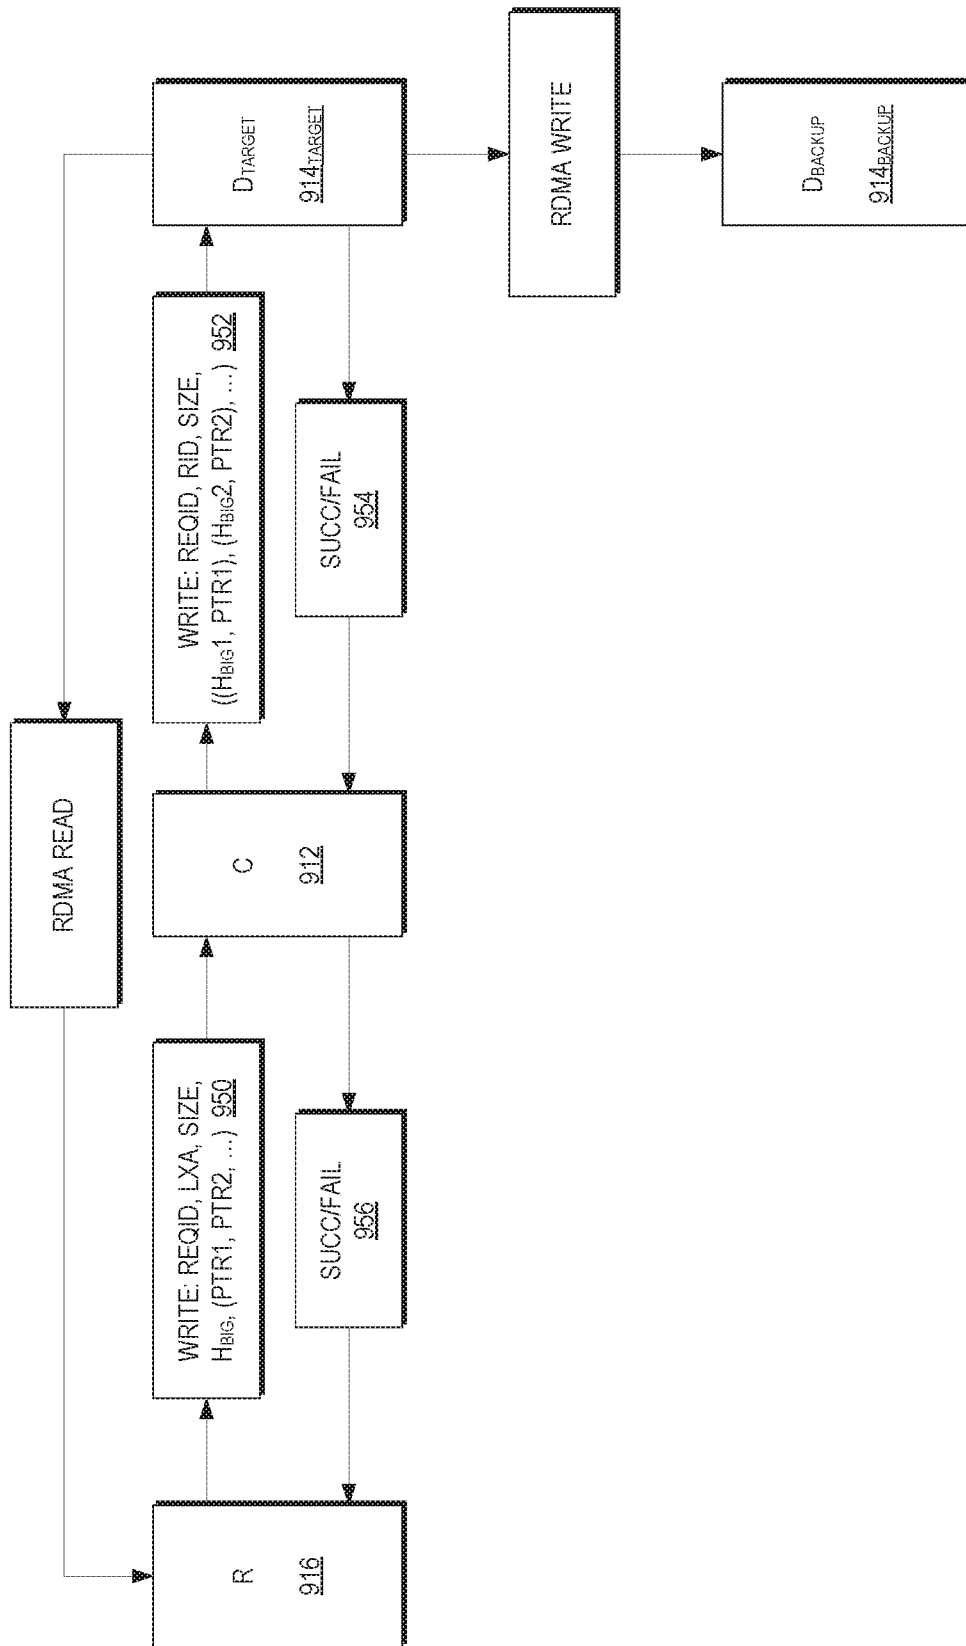 RDMA READ
R
916
WRITE: REQID, LXA, SIZE,
HBIG, (PTR1, PTR2, ...) 950
C
912
WRITE: REQID, RID, SIZE,
((HBIG1, PTR1), (HBIG2, PTR2), ...) 952
DTARGET
914TARGET
SUCC/FAIL
956
SUCC/FAIL
954
RDMA WRITE
DBACKUP
914BACKUP